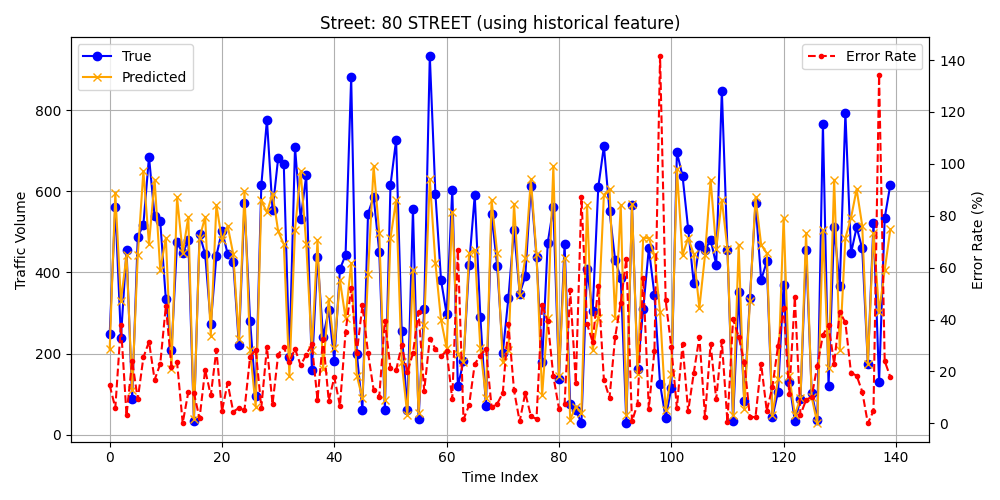 Street: 80 STREET (using historical feature)
True
Predicted
Error Rate
Traffic Volume
0
200
400
600
800
0
20
40
60
80
100
120
140
Error Rate (%)
0 20 40 60 80 100 120 140
Time Index